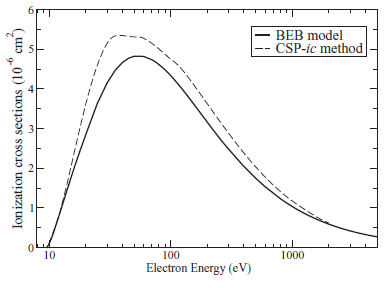 6
5
4
3
2
1
0
Ionization cross sections (10⁻⁶ cm²)
BEB model
CSP-ic method
10
100
1000
Electron Energy (eV)